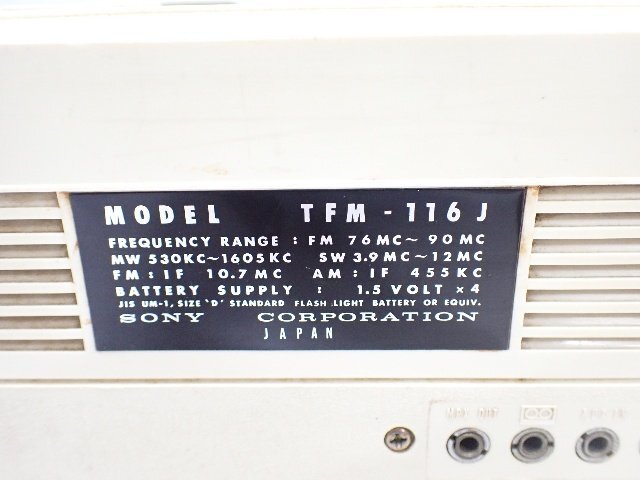 MODEL TFM-116J
FREQUENCY RANGE : FM 76MC~90MC
MW 530KC~1605KC SW 3.9MC~12MC
FM : IF 10.7MC AM : IF 455KC
BATTERY SUPPLY : 1.5 VOLT ×4
JIS UM-1, SIZE 'D' STANDARD FLASH LIGHT BATTERY OR EQUIV.
SONY CORPORATION
JAPAN
MPX OUT